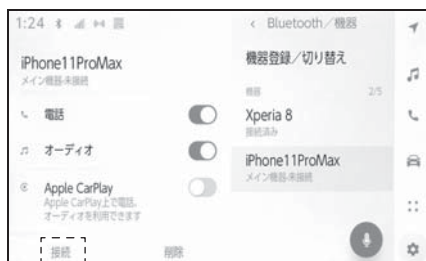 1:24
iPhone11ProMax
メイン機器-未接続
電話
オーディオ
Apple CarPlay
Apple CarPlay上で電話、
オーディオを利用できます
接続
削除
Bluetooth/機器
機器登録/切り替え
機器 2/5
Xperia 8
接続済み
iPhone11ProMax
メイン機器-未接続